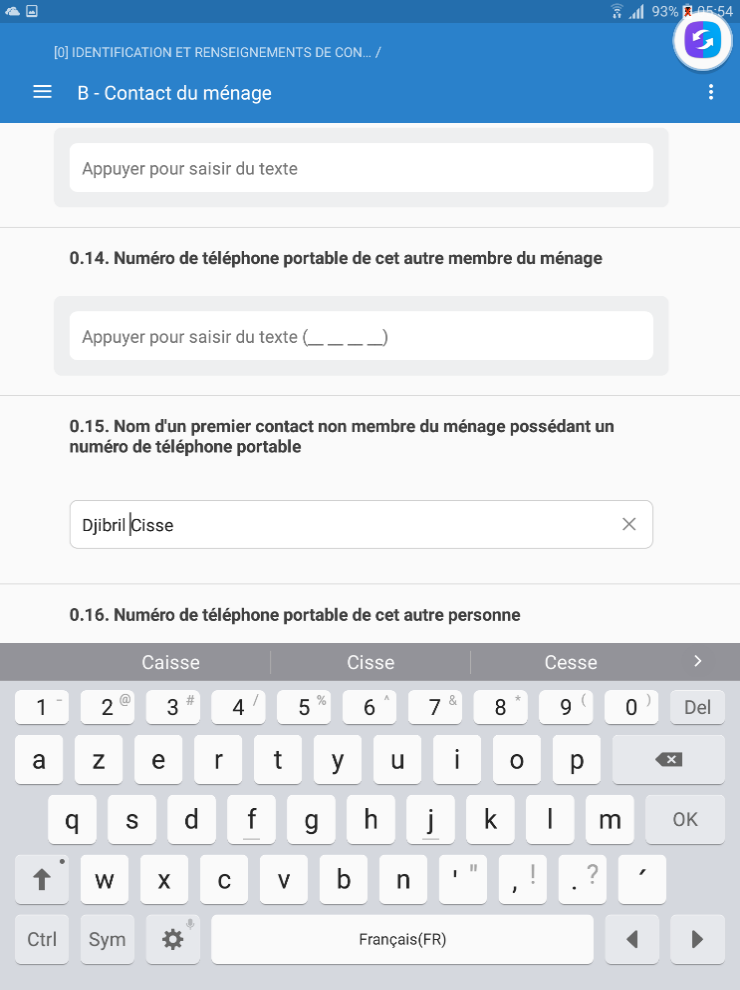 93% 05:54
[0] IDENTIFICATION ET RENSEIGNEMENTS DE CON... /
B - Contact du ménage
Appuyer pour saisir du texte
0.14. Numéro de téléphone portable de cet autre membre du ménage
Appuyer pour saisir du texte (__ __ __ __)
0.15. Nom d'un premier contact non membre du ménage possédant un
numéro de téléphone portable
Djibril Cisse
0.16. Numéro de téléphone portable de cet autre personne
Caisse Cisse Cesse
1 - 2 @ 3 # 4 / 5 % 6 ^ 7 & 8 * 9 ( 0 ) Del
a z e r t y u i o p
q s d f g h j k l m OK
w x c v b n ' " , ! . ? ´
Ctrl Sym Français(FR)